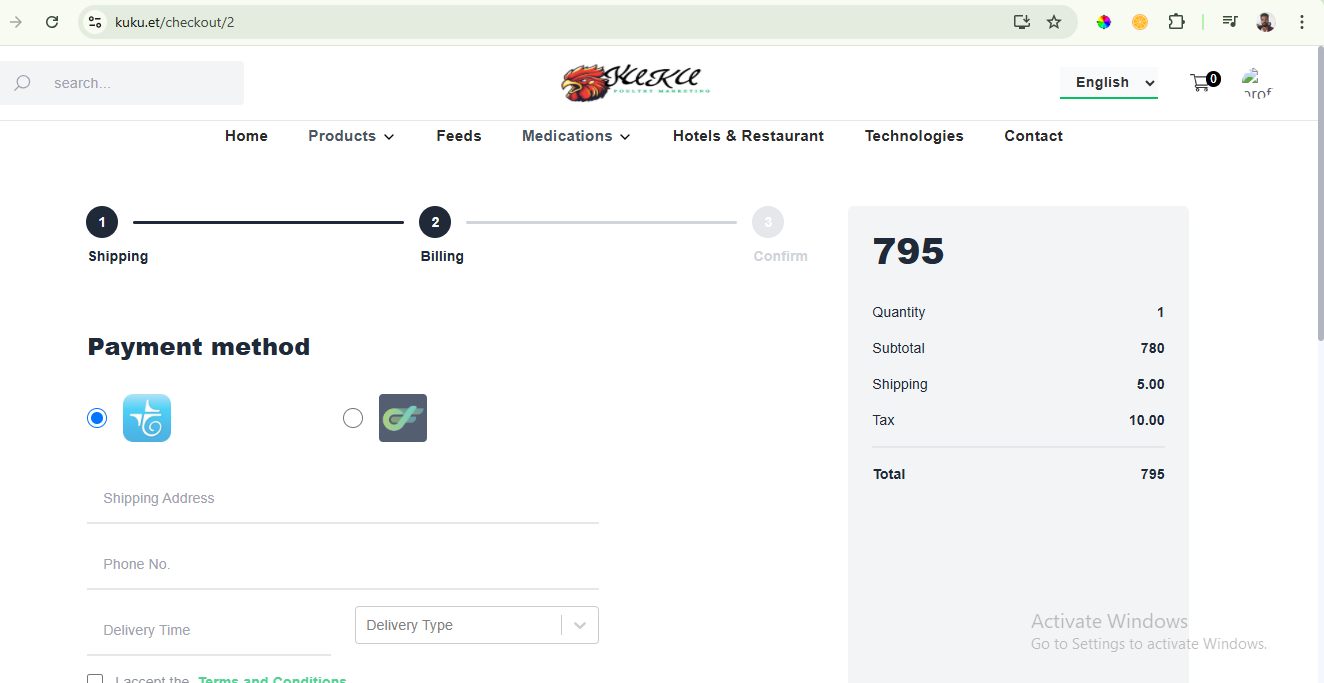 kuku.et/checkout/2
search...
KUKU
POULTRY MARKETING
English
0
prof
Home Products Feeds Medications Hotels & Restaurant Technologies Contact
1 2 3
Shipping Billing Confirm
795
Quantity 1
Subtotal 780
Shipping 5.00
Tax 10.00
Total 795
Payment method
Shipping Address
Phone No.
Delivery Time
Delivery Type
I accept the Terms and Conditions
Activate Windows
Go to Settings to activate Windows.